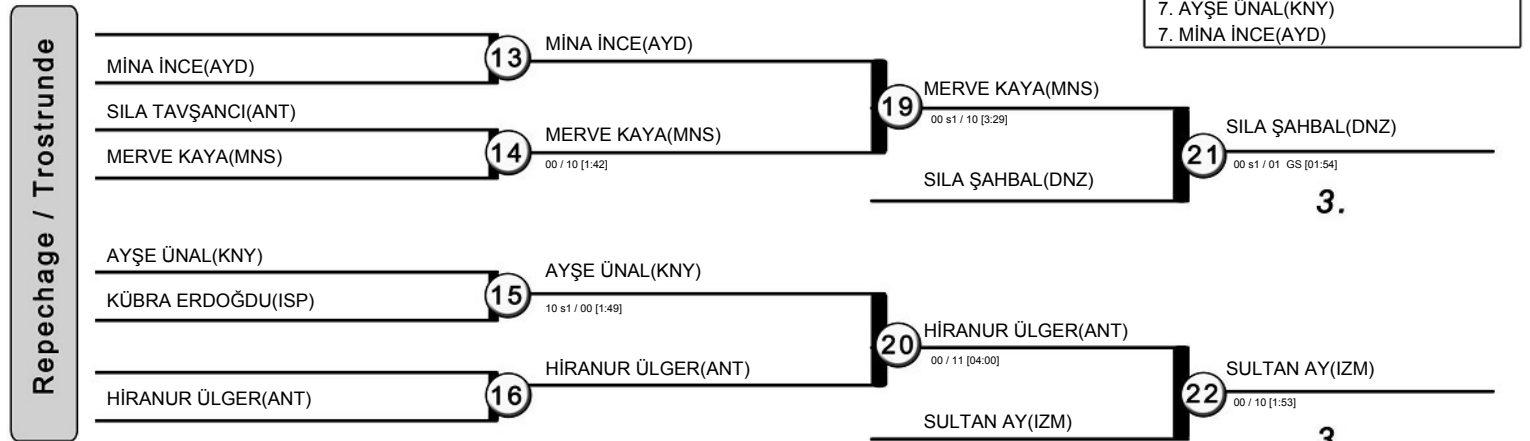 7. AYŞE ÜNAL(KNY)
7. MİNA İNCE(AYD)
Repechage / Trostrunde
MİNA İNCE(AYD)
13
MİNA İNCE(AYD)
SILA TAVŞANCI(ANT)
MERVE KAYA(MNS)
14
MERVE KAYA(MNS)
00 / 10 [1:42]
19
MERVE KAYA(MNS)
00 s1 / 10 [3:29]
SILA ŞAHBAL(DNZ)
21
SILA ŞAHBAL(DNZ)
00 s1 / 01 GS [01:54]
3.
AYŞE ÜNAL(KNY)
KÜBRA ERDOĞDU(ISP)
15
AYŞE ÜNAL(KNY)
10 s1 / 00 [1:49]
HİRANUR ÜLGER(ANT)
16
HİRANUR ÜLGER(ANT)
20
HİRANUR ÜLGER(ANT)
00 / 11 [04:00]
SULTAN AY(IZM)
22
SULTAN AY(IZM)
00 / 10 [1:53]
3.